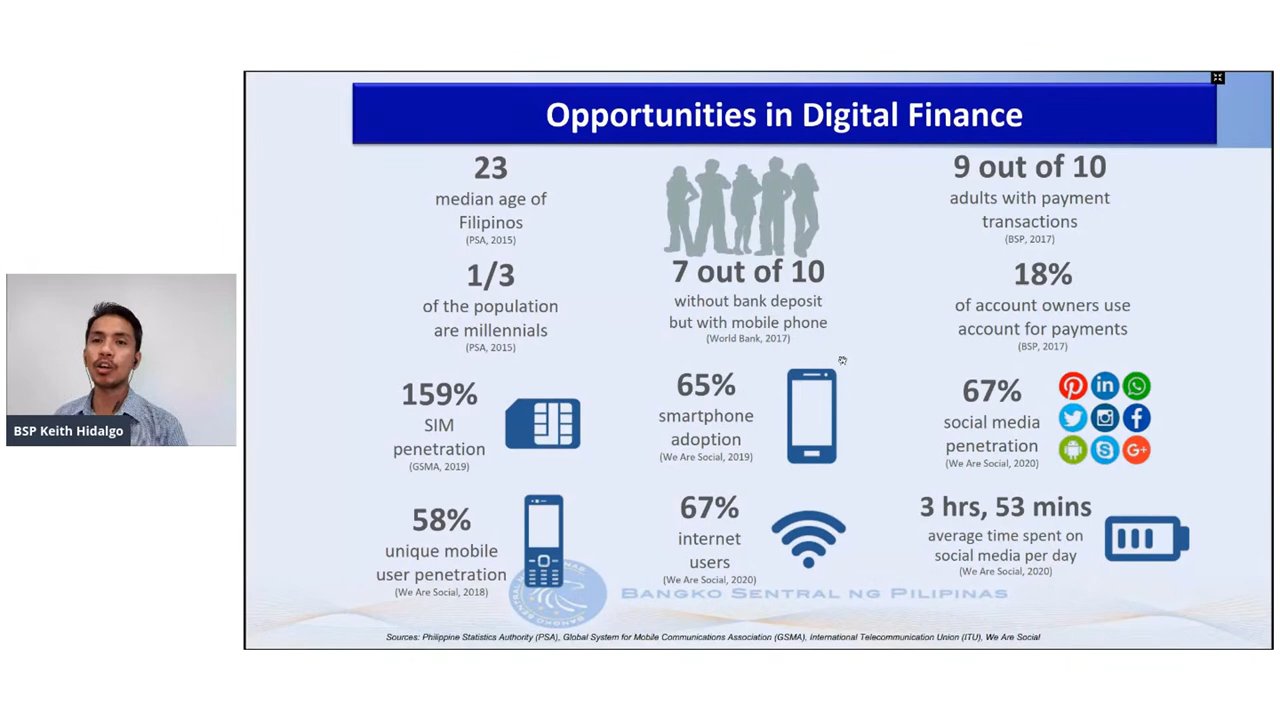 Opportunities in Digital Finance
23
median age of
Filipinos
(PSA, 2015)
9 out of 10
adults with payment
transactions
(BSP, 2017)
1/3
of the population
are millennials
(PSA, 2015)
7 out of 10
without bank deposit
but with mobile phone
(World Bank, 2017)
18%
of account owners use
account for payments
(BSP, 2017)
159%
SIM
penetration
(GSMA, 2019)
65%
smartphone
adoption
(We Are Social, 2019)
67%
social media
penetration
(We Are Social, 2020)
58%
unique mobile
user penetration
(We Are Social, 2018)
67%
internet
users
(We Are Social, 2020)
3 hrs, 53 mins
average time spent on
social media per day
(We Are Social, 2020)
BANGKO SENTRAL NG PILIPINAS
Sources: Philippine Statistics Authority (PSA), Global System for Mobile Communications Association (GSMA), International Telecommunication Union (ITU), We Are Social
BSP Keith Hidalgo